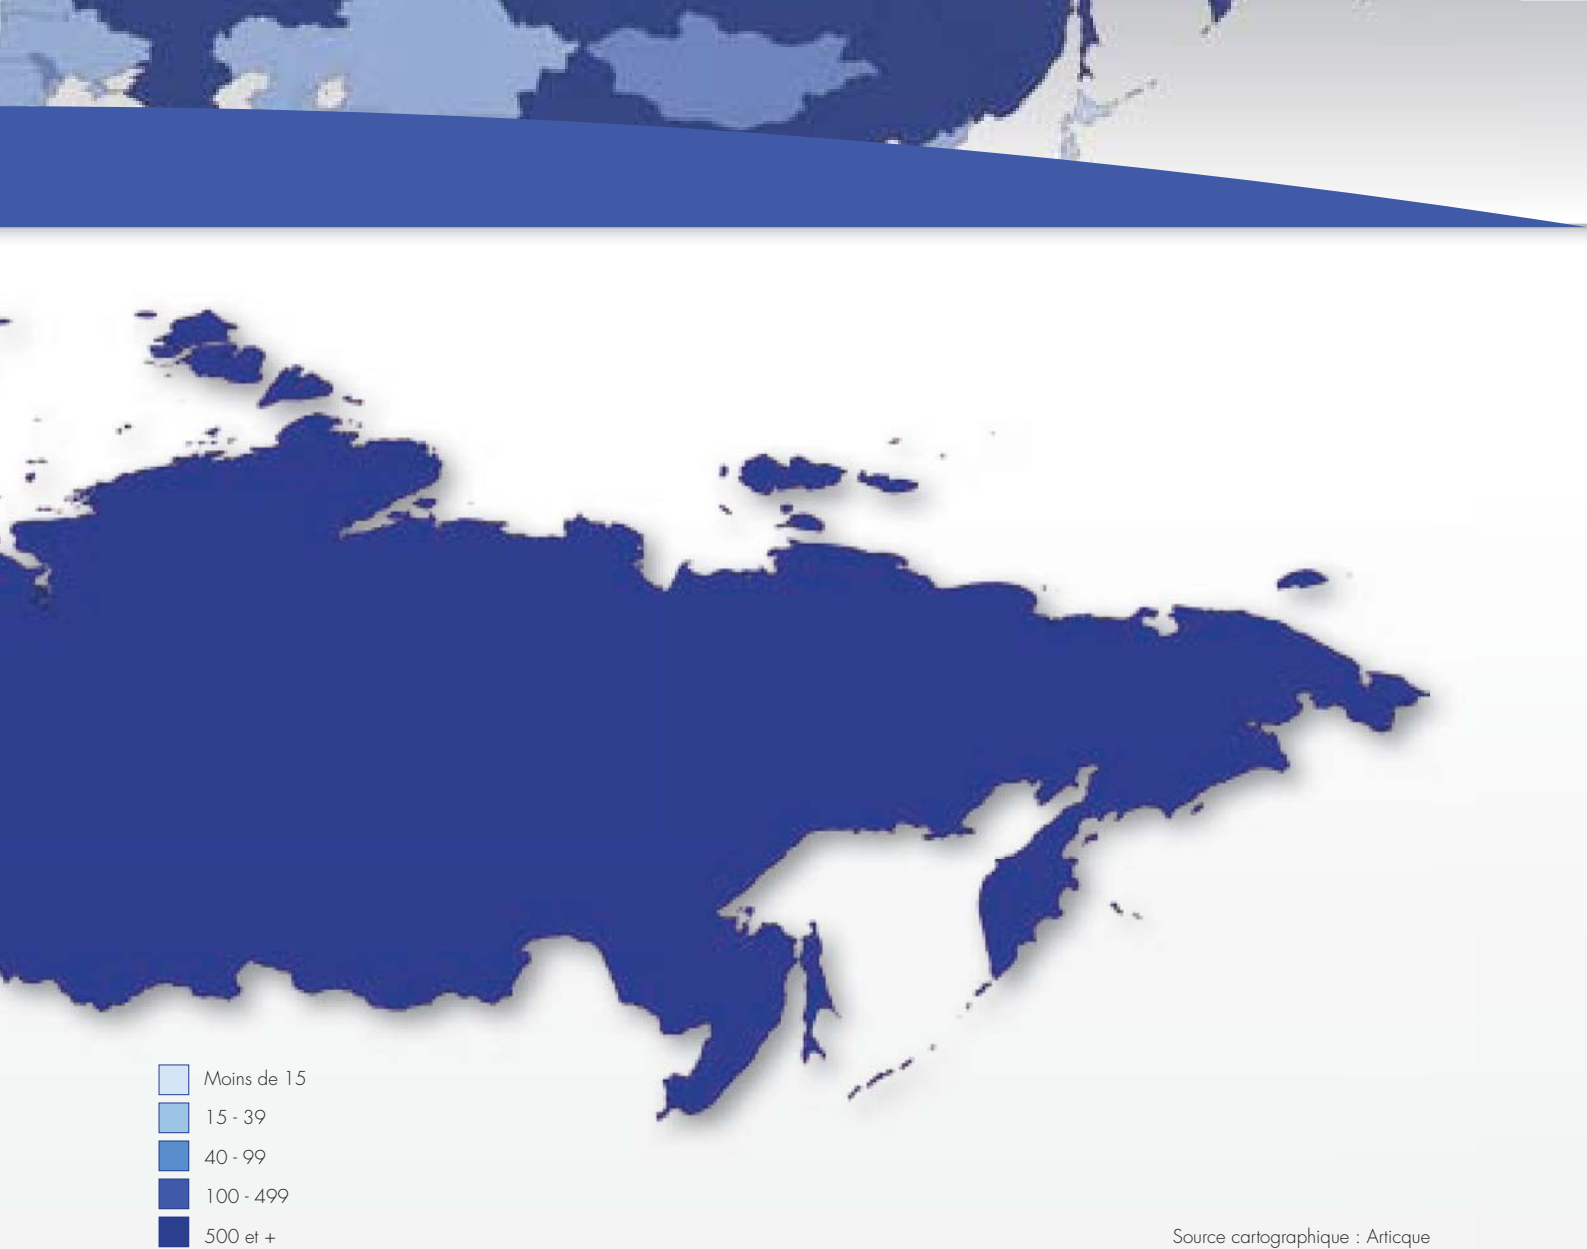 Moins de 15
15 - 39
40 - 99
100 - 499
500 et +
Source cartographique : Articque